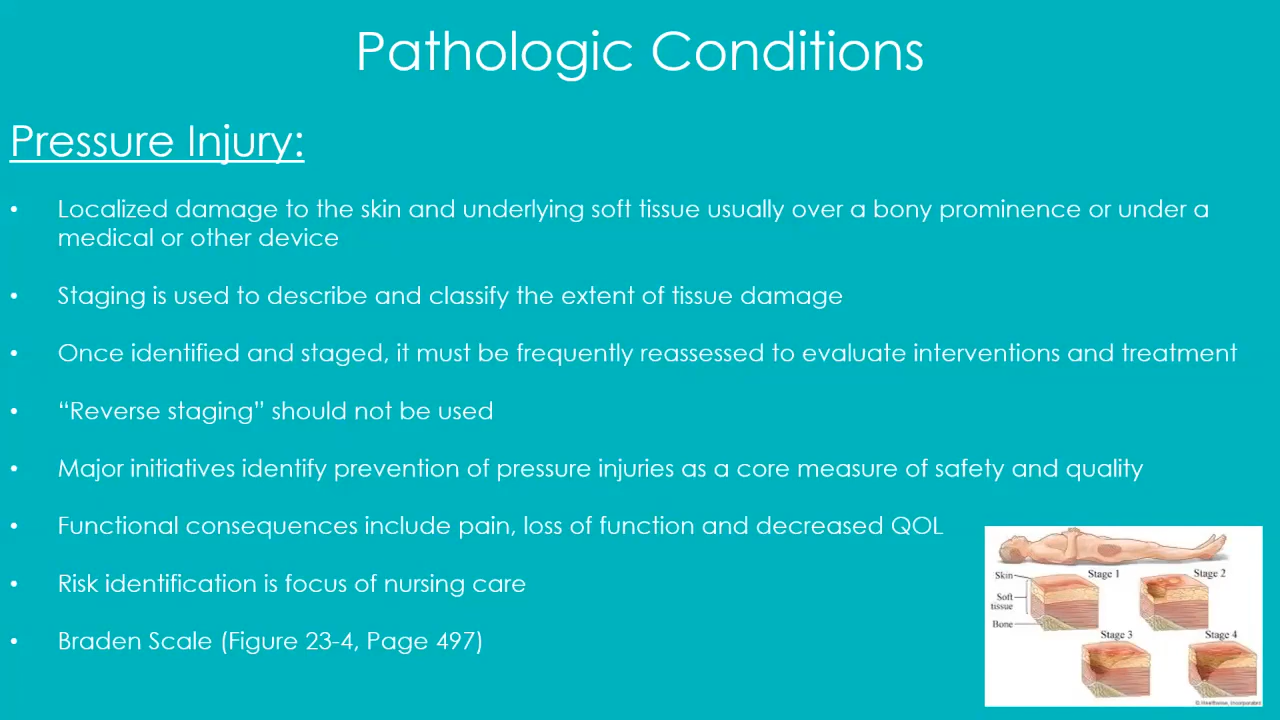 Pathologic Conditions
Pressure Injury:
• Localized damage to the skin and underlying soft tissue usually over a bony prominence or under a
medical or other device
• Staging is used to describe and classify the extent of tissue damage
• Once identified and staged, it must be frequently reassessed to evaluate interventions and treatment
• “Reverse staging” should not be used
• Major initiatives identify prevention of pressure injuries as a core measure of safety and quality
• Functional consequences include pain, loss of function and decreased QOL
• Risk identification is focus of nursing care
• Braden Scale (Figure 23-4, Page 497)
Skin
Stage 1
Stage 2
Soft
tissue
Bone
Stage 3
Stage 4
© Healthwise, Incorporated